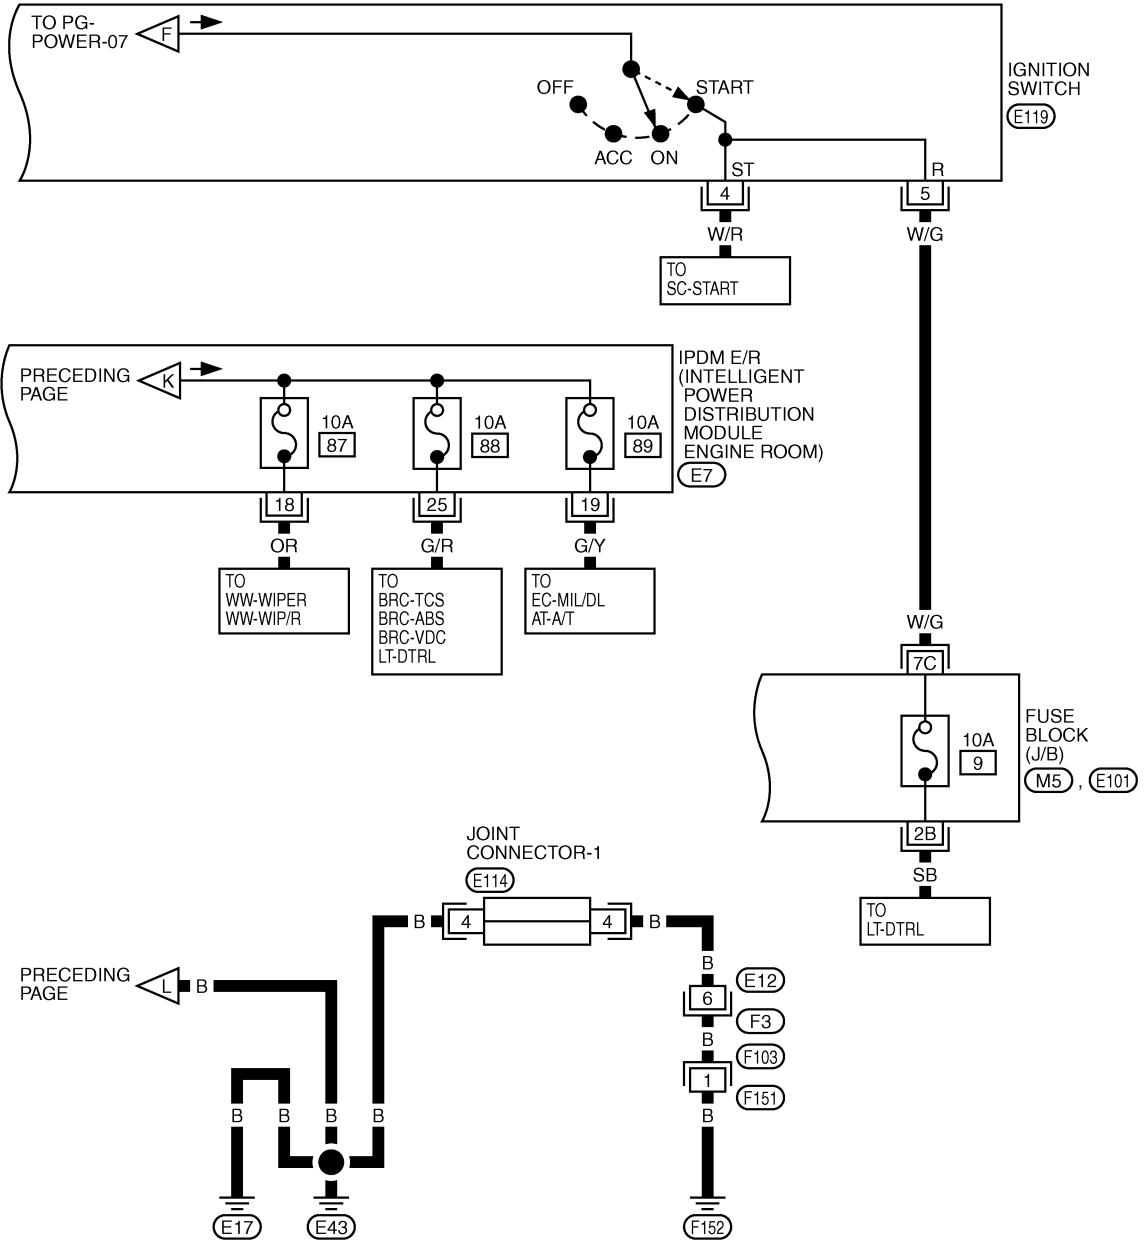 TO PG-
POWER-07
F
OFF
START
ACC
ON
IGNITION
SWITCH
E119
ST
R
4
5
W/R
W/G
TO
SC-START
PRECEDING
PAGE
K
10A
87
10A
88
10A
89
IPDM E/R
(INTELLIGENT
POWER
DISTRIBUTION
MODULE
ENGINE ROOM)
E7
18
25
19
OR
G/R
G/Y
TO
WW-WIPER
WW-WIP/R
TO
BRC-TCS
BRC-ABS
BRC-VDC
LT-DTRL
TO
EC-MIL/DL
AT-A/T
W/G
7C
10A
9
FUSE
BLOCK
(J/B)
M5 , E101
2B
SB
TO
LT-DTRL
JOINT
CONNECTOR-1
E114
B
4
4
B
PRECEDING
PAGE
L
B
B
6
E12
F3
B
F103
1
F151
B
B
B
B
B
E17
E43
F152